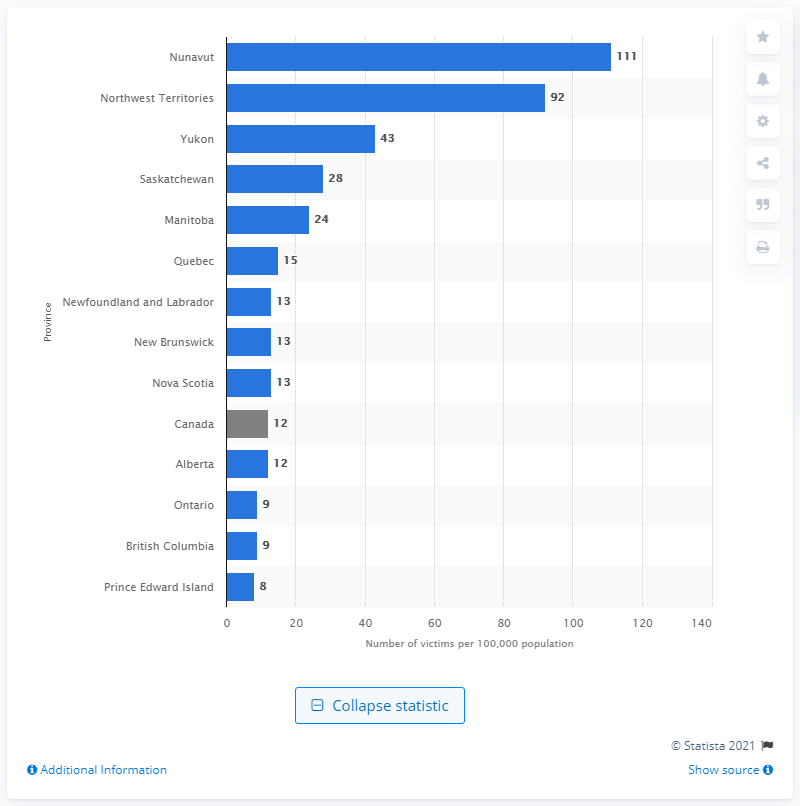 Nunavut 111
Northwest Territories 92
Yukon 43
Saskatchewan 28
Manitoba 24
Quebec 15
Newfoundland and Labrador 13
New Brunswick 13
Nova Scotia 13
Canada 12
Alberta 12
Ontario 9
British Columbia 9
Prince Edward Island 8
Province
0 20 40 60 80 100 120 140
Number of victims per 100,000 population
Collapse statistic
© Statista 2021
Additional Information
Show source